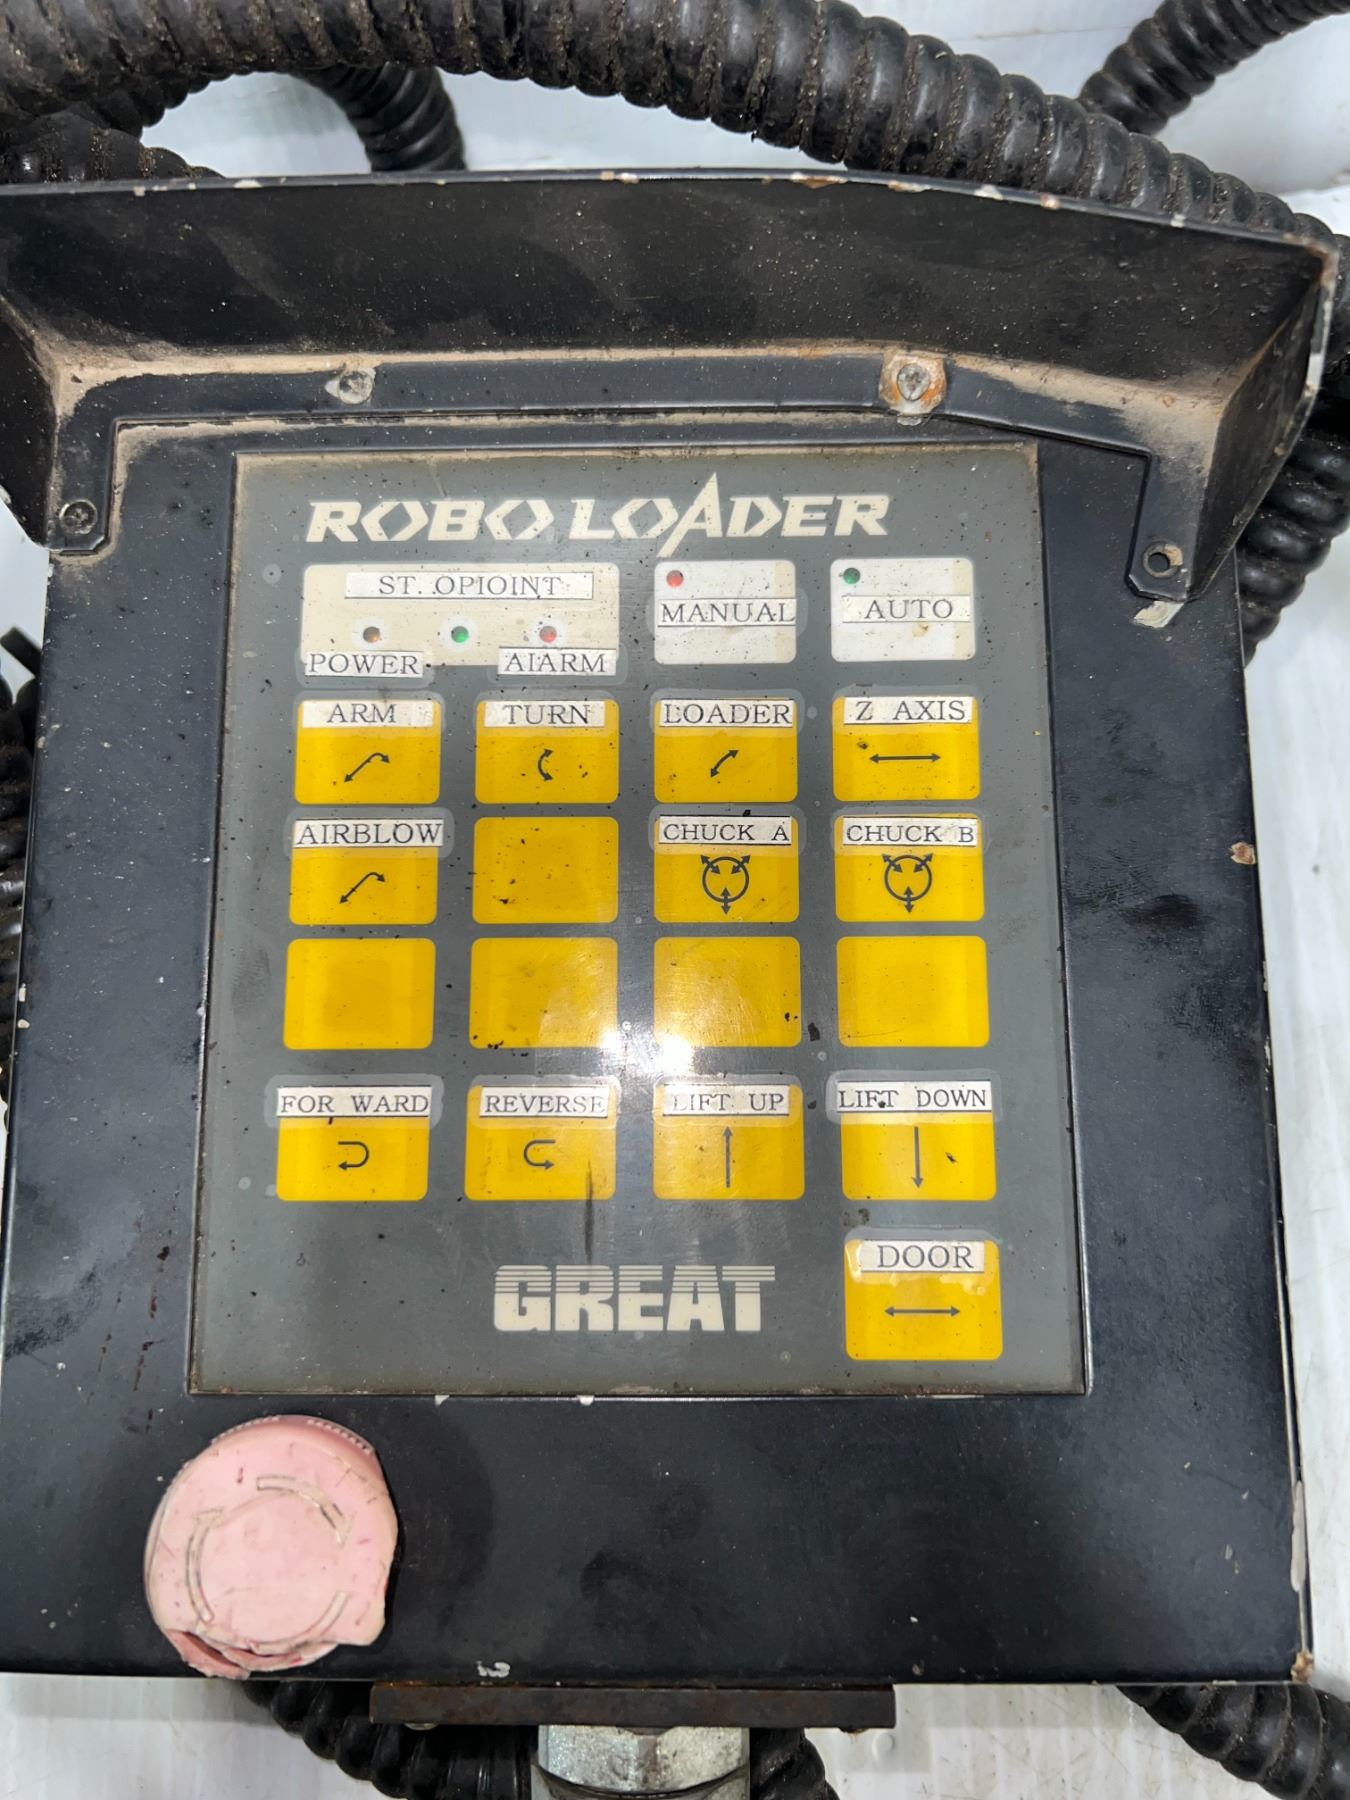 ROBO LOADER
ST. OPIOINT
MANUAL
AUTO
POWER
AIARM
ARM
TURN
LOADER
Z AXIS
AIRBLOW
CHUCK A
CHUCK B
FOR WARD
REVERSE
LIFT UP
LIFT DOWN
DOOR
GREAT